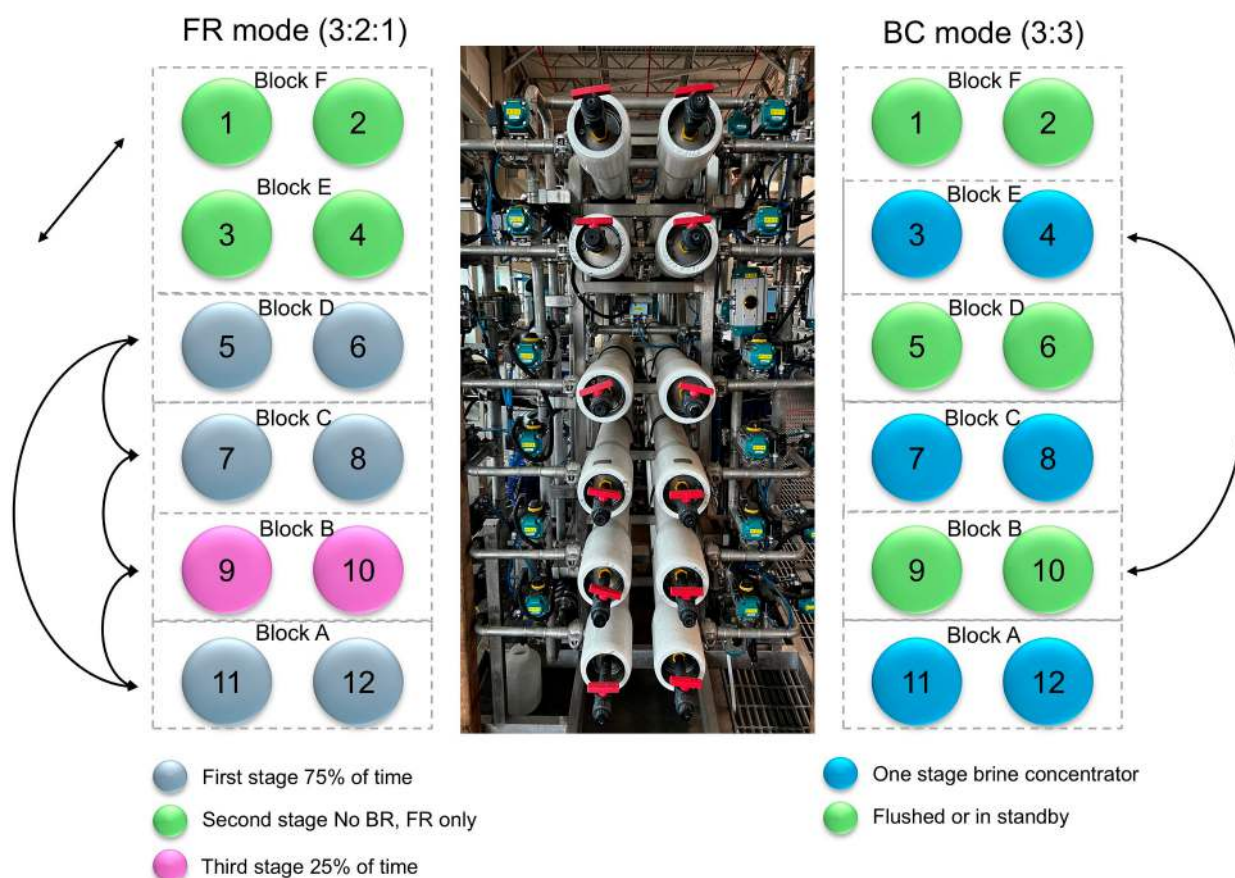 FR mode (3:2:1)
Block F
1 2
Block E
3 4
Block D
5 6
Block C
7 8
Block B
9 10
Block A
11 12
First stage 75% of time
Second stage No BR, FR only
Third stage 25% of time
BC mode (3:3)
Block F
1 2
Block E
3 4
Block D
5 6
Block C
7 8
Block B
9 10
Block A
11 12
One stage brine concentrator
Flushed or in standby